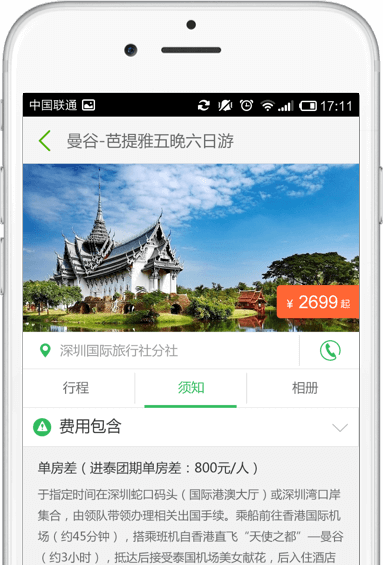 中国联通 17:11
曼谷-芭提雅五晚六日游
¥ 2699起
深圳国际旅行社分社
行程 须知 相册
费用包含
单房差（进泰团期单房差：800元/人）
于指定时间在深圳蛇口码头（国际港澳大厅）或深圳湾口岸
集合，由领队带领办理相关出国手续。乘船前往香港国际机
场（约45分钟），搭乘班机自香港直飞“天使之都”—曼谷
（约3小时），抵达后接受泰国机场美女献花，后入住酒店